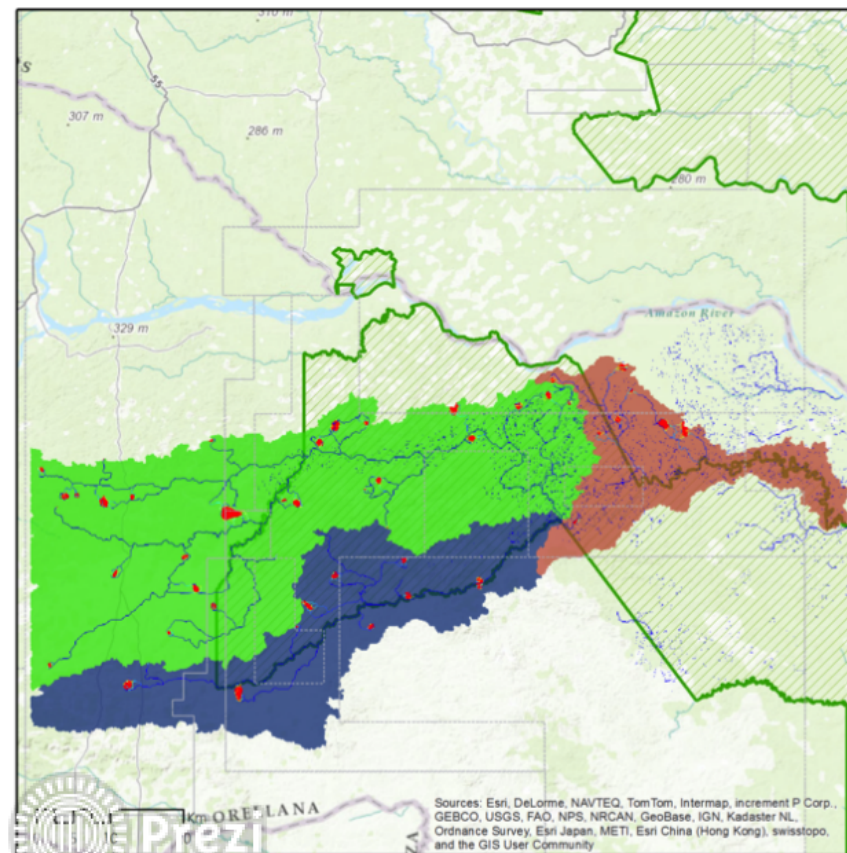 310 m
55
307 m
286 m
280 m
329 m
Amazon River
Km
ORELLANA
ZA
Prezi
Sources: Esri, DeLorme, NAVTEQ, TomTom, Intermap, increment P Corp.,
GEBCO, USGS, FAO, NPS, NRCAN, GeoBase, IGN, Kadaster NL,
Ordnance Survey, Esri Japan, METI, Esri China (Hong Kong), swisstopo,
and the GIS User Community